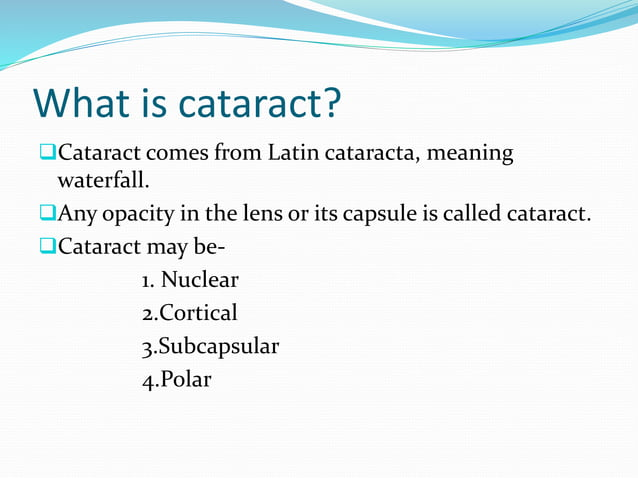 What is cataract?
❑Cataract comes from Latin cataracta, meaning
waterfall.
❑Any opacity in the lens or its capsule is called cataract.
❑Cataract may be-
1. Nuclear
2.Cortical
3.Subcapsular
4.Polar